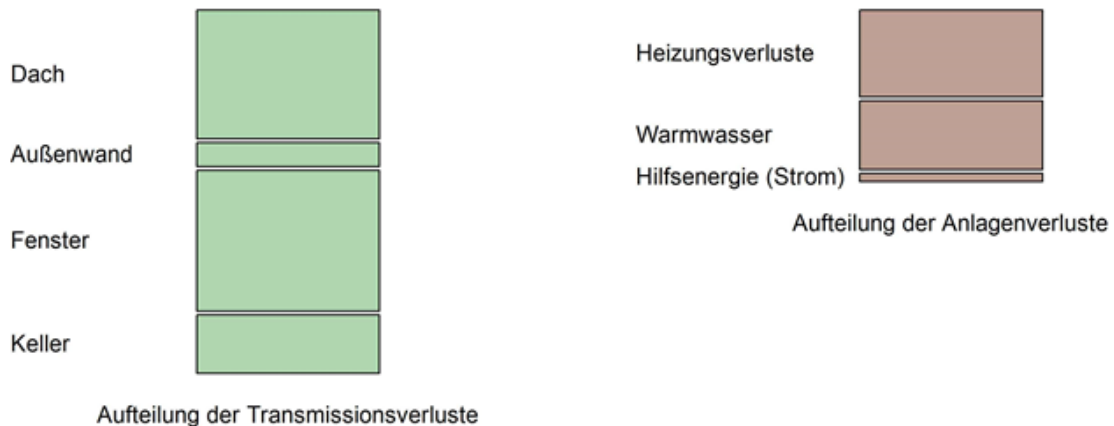 Dach
Außenwand
Fenster
Keller
Aufteilung der Transmissionsverluste
Heizungsverluste
Warmwasser
Hilfsenergie (Strom)
Aufteilung der Anlagenverluste